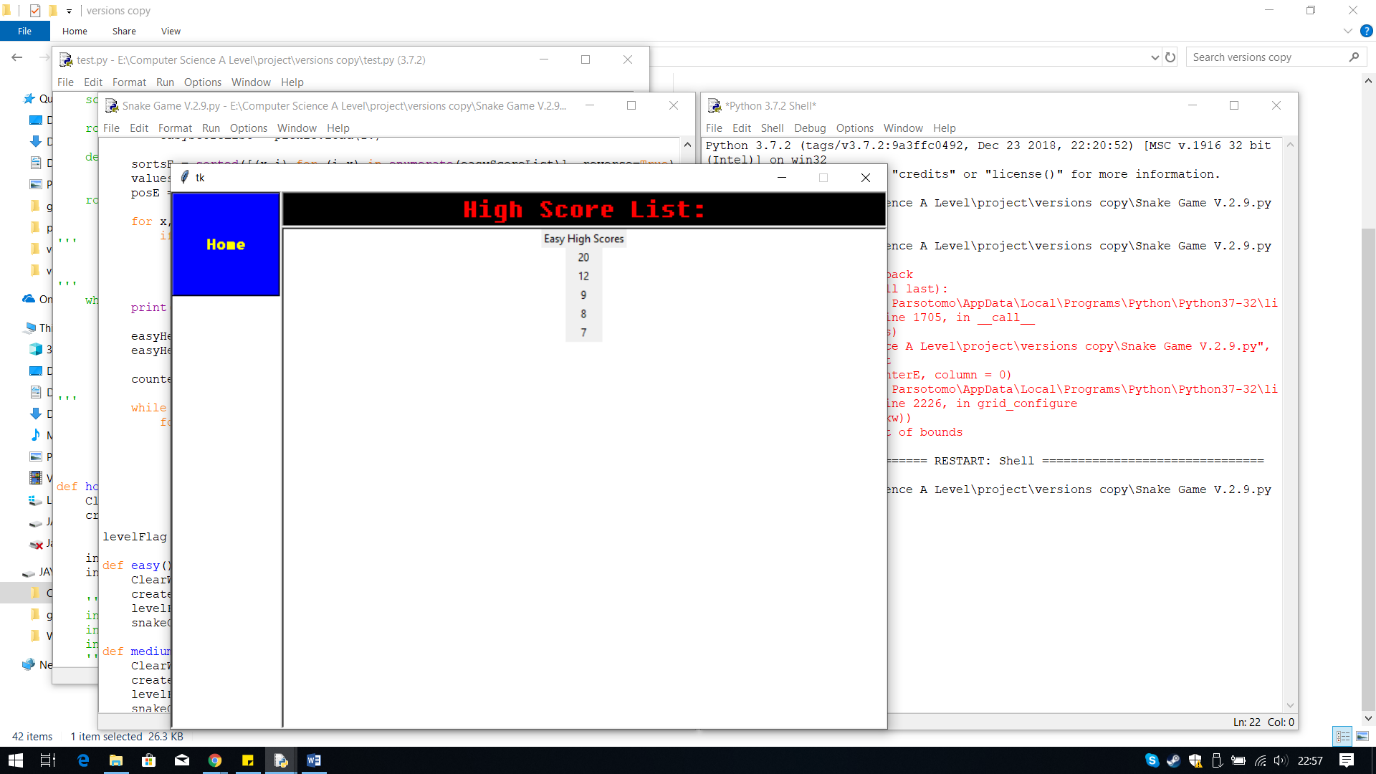 versions copy
File Home Share View
Search versions copy
test.py - E:\Computer Science A Level\project\versions copy\test.py (3.7.2)
File Edit Format Run Options Window Help
Snake Game V.2.9.py - E:\Computer Science A Level\project\versions copy\Snake Game V.2.9...
File Edit Format Run Options Window Help
sortsE = sorted([(x,i) for (i,x) in enumerate(easyScoreList)], reverse=True)
values
posE =
for x,
print
counte
while
def ho
levelFlag
def easy()
ClearW
create
levelF
snakeG
def medium
ClearW
create
levelF
snakeG
*Python 3.7.2 Shell*
File Edit Shell Debug Options Window Help
Python 3.7.2 (tags/v3.7.2:9a3ffc0492, Dec 23 2018, 22:20:52) [MSC v.1916 32 bit
(Intel)] on win32
"credits" or "license()" for more information.
ence A Level\project\versions copy\Snake Game V.2.9.py
ence A Level\project\versions copy\Snake Game V.2.9.py
back
ll last):
Parsotomo\AppData\Local\Programs\Python\Python37-32\li
ine 1705, in __call__
s)
ce A Level\project\versions copy\Snake Game V.2.9.py",
t
nterE, column = 0)
Parsotomo\AppData\Local\Programs\Python\Python37-32\li
ine 2226, in grid_configure
kw))
t of bounds
======= RESTART: Shell ===============================
ence A Level\project\versions copy\Snake Game V.2.9.py
Ln: 22 Col: 0
tk
Home
High Score List:
Easy High Scores
20
12
9
8
7
42 items 1 item selected 26.3 KB
22:57